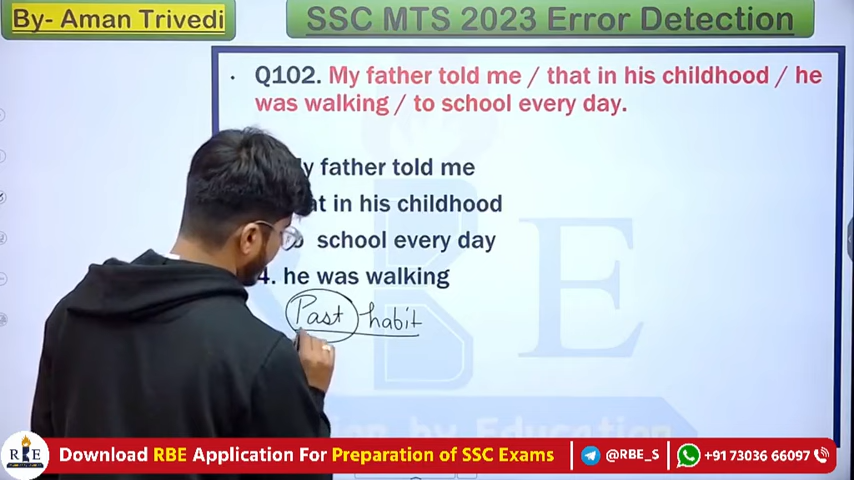 By- Aman Trivedi
SSC MTS 2023 Error Detection
Q102. My father told me / that in his childhood / he
was walking / to school every day.
father told me
in his childhood
school every day
4. he was walking
Past habit
RBE
Download RBE Application For Preparation of SSC Exams
@RBE_S
+91 73036 66097